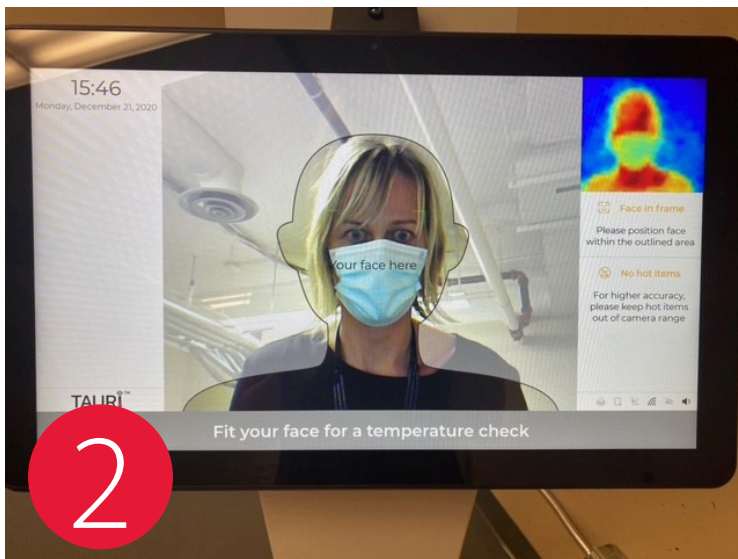 15:46
Monday, December 21, 2020
Your face here
Face in frame
Please position face
within the outlined area
No hot items
For higher accuracy,
please keep hot items
out of camera range
TAURI™
Fit your face for a temperature check
2